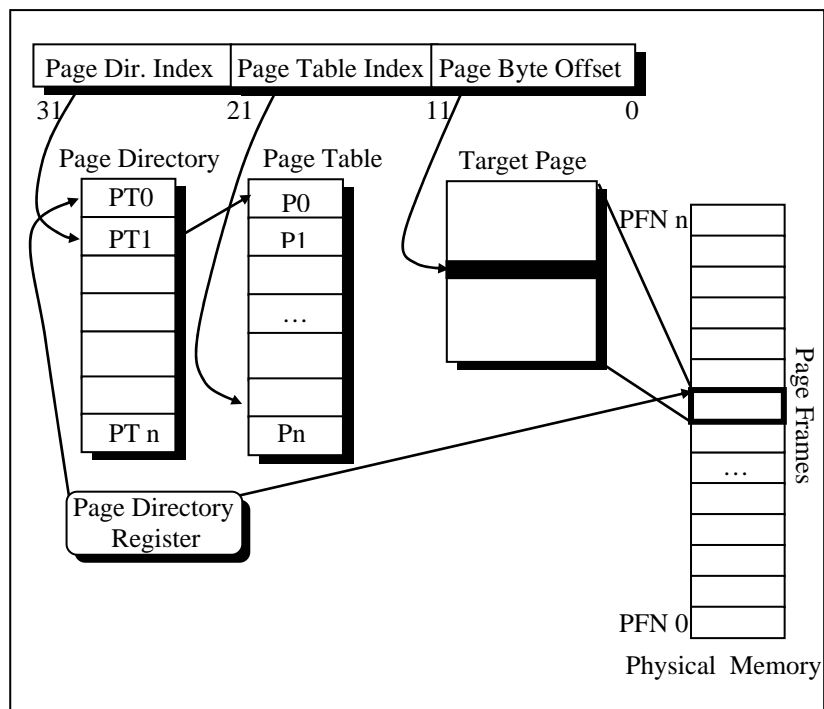 Page Dir. Index Page Table Index Page Byte Offset
31 21 11 0
Page Directory Page Table Target Page
PT0 P0
PFN n
PT1 P1
…
PT n Pn
Page Frames
…
Page Directory
Register
PFN 0
Physical Memory